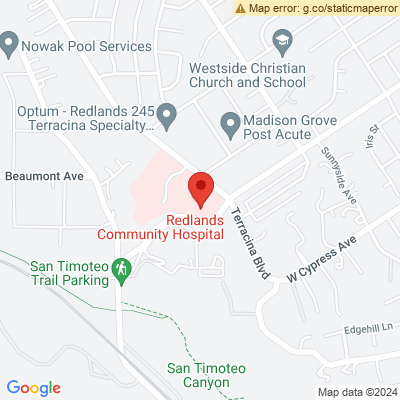 Map error: g.co/staticmaperror
Nowak Pool Services
Westside Christian
Church and School
Optum - Redlands 245
Terracina Specialty...
Madison Grove
Post Acute
Iris St
Sunnyside Ave
Beaumont Ave
Redlands
Community Hospital
Terracina Blvd
W Cypress Ave
San Timoteo
Trail Parking
Edgehill Ln
San Timoteo
Canyon
Google
Map data ©2024